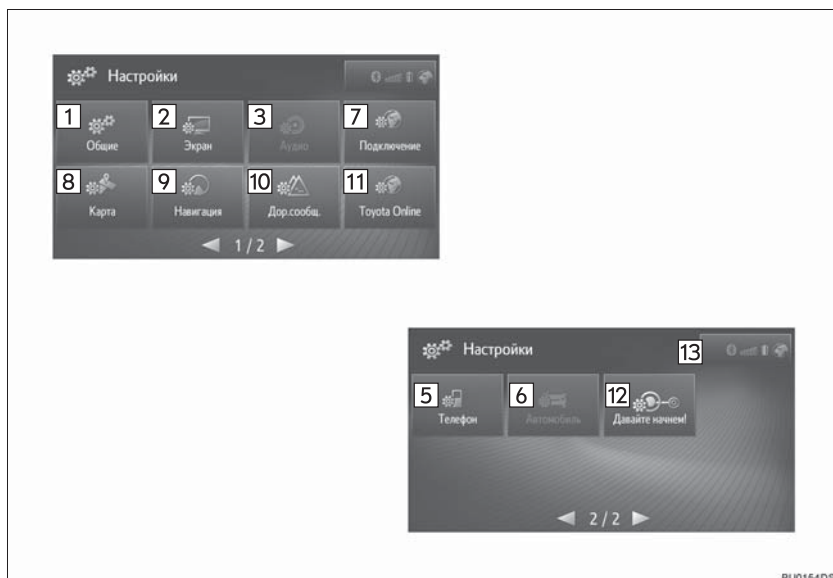 Настройки
1 2 3 7
Общие Экран Аудио Подключение
8 9 10 11
Карта Навигация Дор.сообщ. Toyota Online
1 / 2
Настройки 13
5 6 12
Телефон Автомобиль Давайте начнем!
2 / 2
RU0154DS